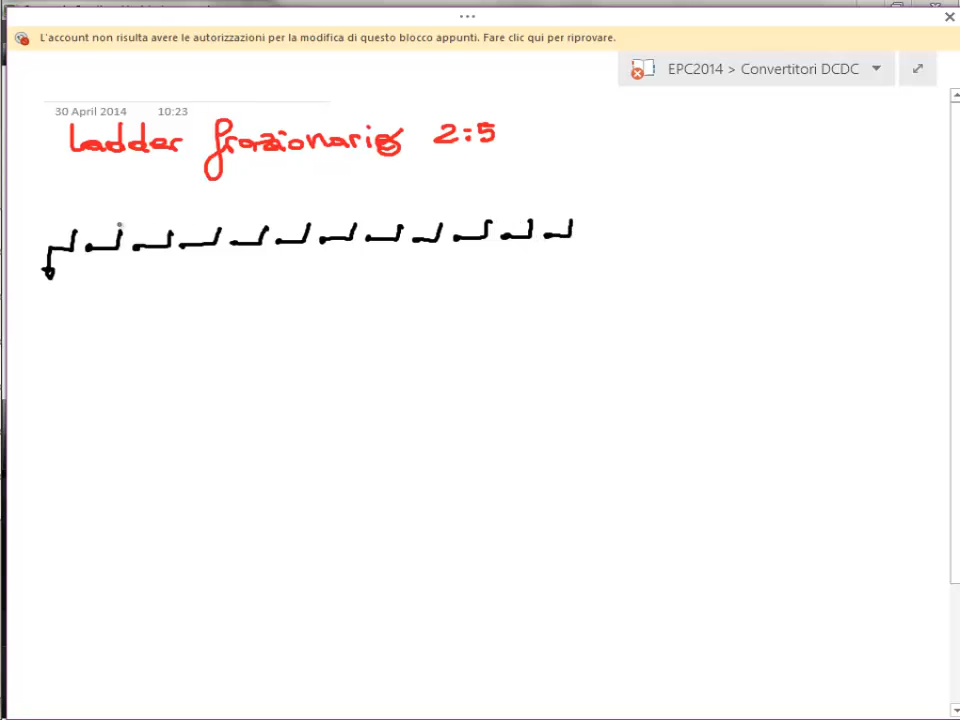 L'account non risulta avere le autorizzazioni per la modifica di questo blocco appunti. Fare clic qui per riprovare.
EPC2014 > Convertitori DCDC
30 April 2014 10:23
Ladder frazionario 2:5